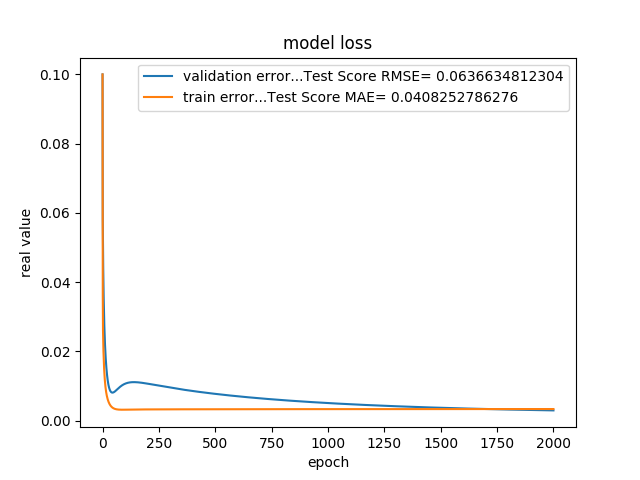 model loss
validation error...Test Score RMSE= 0.0636634812304
train error...Test Score MAE= 0.0408252786276
real value
0.10
0.08
0.06
0.04
0.02
0.00
0 250 500 750 1000 1250 1500 1750 2000
epoch